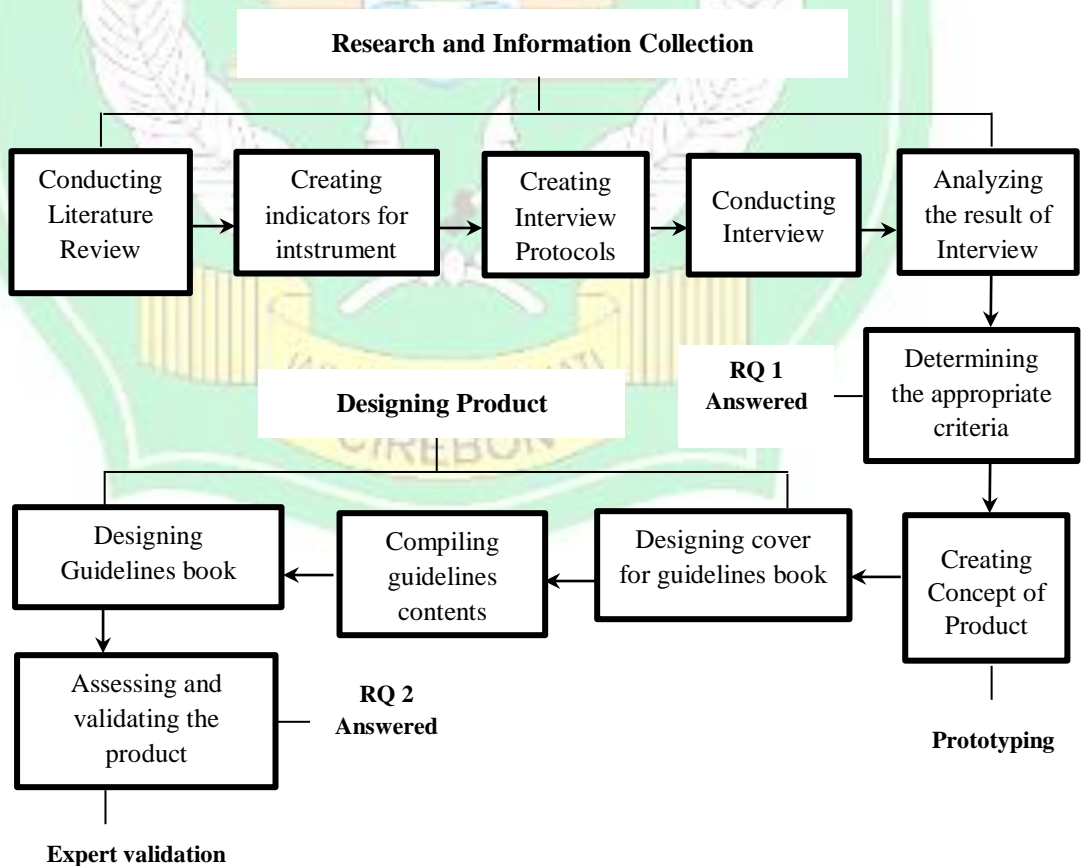 Research and Information Collection
Conducting
Literature
Review
Creating
indicators for
intstrument
Creating
Interview
Protocols
Conducting
Interview
Analyzing
the result of
Interview
Determining
the appropriate
criteria
RQ 1
Answered
Creating
Concept of
Product
Prototyping
Designing Product
Designing cover
for guidelines book
Compiling
guidelines
contents
Designing
Guidelines book
Assessing and
validating the
product
RQ 2
Answered
Expert validation
CIREBON